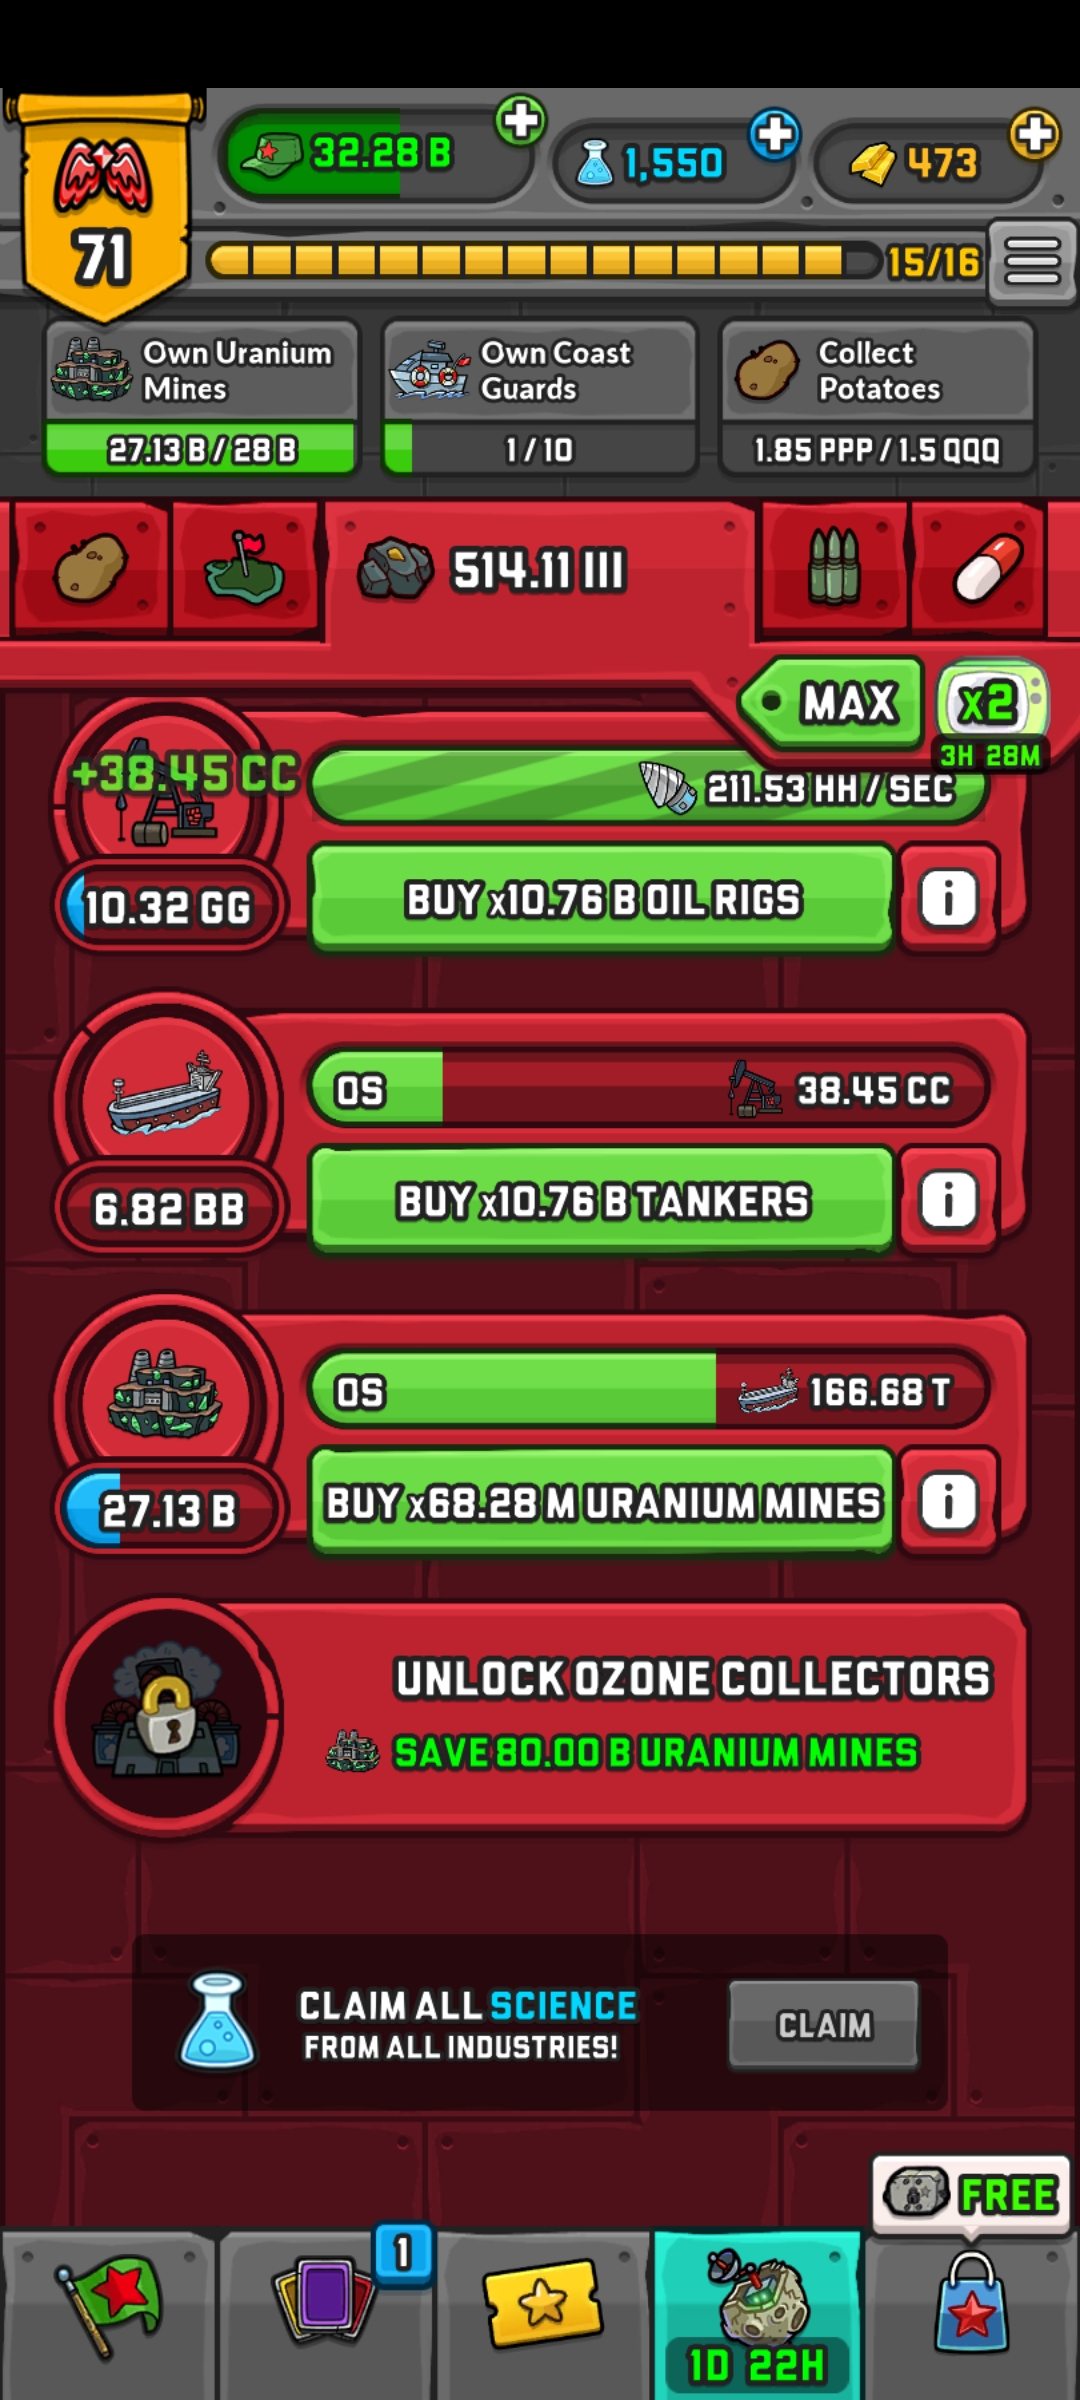 32.28 B
1,550
473
71
15/16
Own Uranium
Mines
27.13 B / 28 B
Own Coast
Guards
1 / 10
Collect
Potatoes
1.85 PPP / 1.5 QQQ
514.11 III
MAX
x2
3H 28M
+38.45 CC
211.53 HH / SEC
10.32 GG
BUY x10.76 B OIL RIGS
i
0S
38.45 CC
6.82 BB
BUY x10.76 B TANKERS
i
0S
166.68 T
27.13 B
BUY x68.28 M URANIUM MINES
i
UNLOCK OZONE COLLECTORS
SAVE 80.00 B URANIUM MINES
CLAIM ALL SCIENCE
FROM ALL INDUSTRIES!
CLAIM
FREE
1
1D 22H